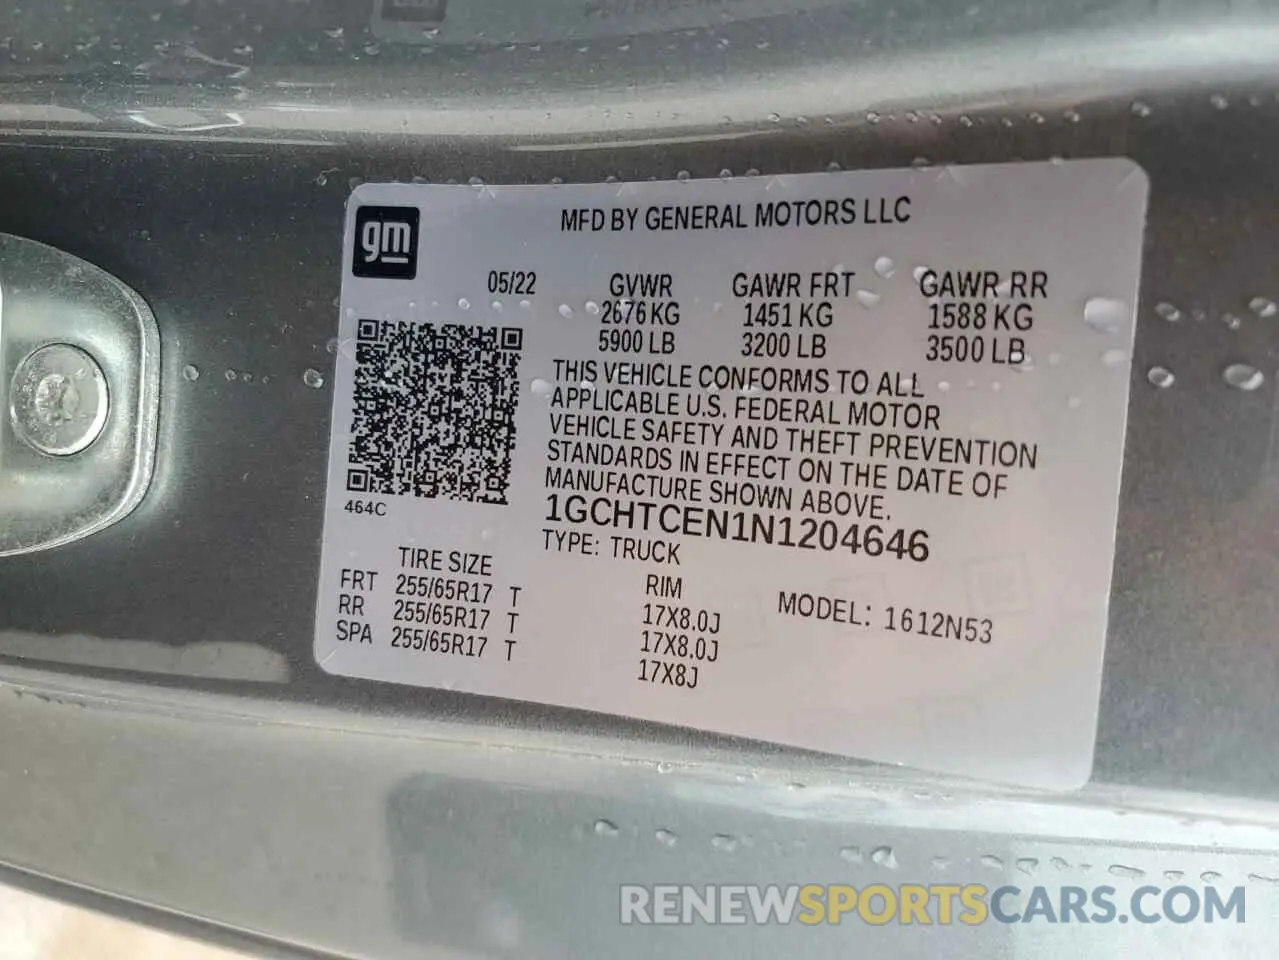 gm
MFD BY GENERAL MOTORS LLC
05/22 GVWR GAWR FRT GAWR RR
2676 KG 1451 KG 1588 KG
5900 LB 3200 LB 3500 LB
THIS VEHICLE CONFORMS TO ALL
APPLICABLE U.S. FEDERAL MOTOR
VEHICLE SAFETY AND THEFT PREVENTION
STANDARDS IN EFFECT ON THE DATE OF
MANUFACTURE SHOWN ABOVE.
464C
1GCHTCEN1N1204646
TYPE: TRUCK
MODEL: 1612N53
TIRE SIZE RIM
FRT 255/65R17 T 17X8.0J
RR 255/65R17 T 17X8.0J
SPA 255/65R17 T 17X8J
RENEWSPORTSCARS.COM